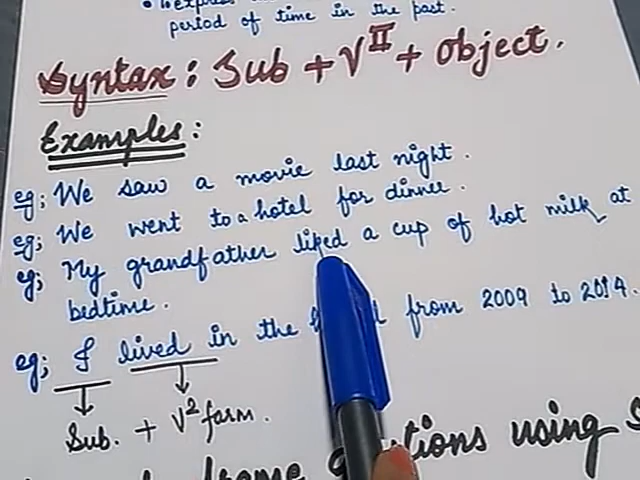 period of time in the past.
Syntax : Sub + V II + Object.
Examples :
eg; We saw a movie last night.
eg; We went to a hotel for dinner.
eg; My grandfather liked a cup of hot milk at
bedtime.
eg; I lived in the from 2009 to 2014.
Sub. + V2 form.
using